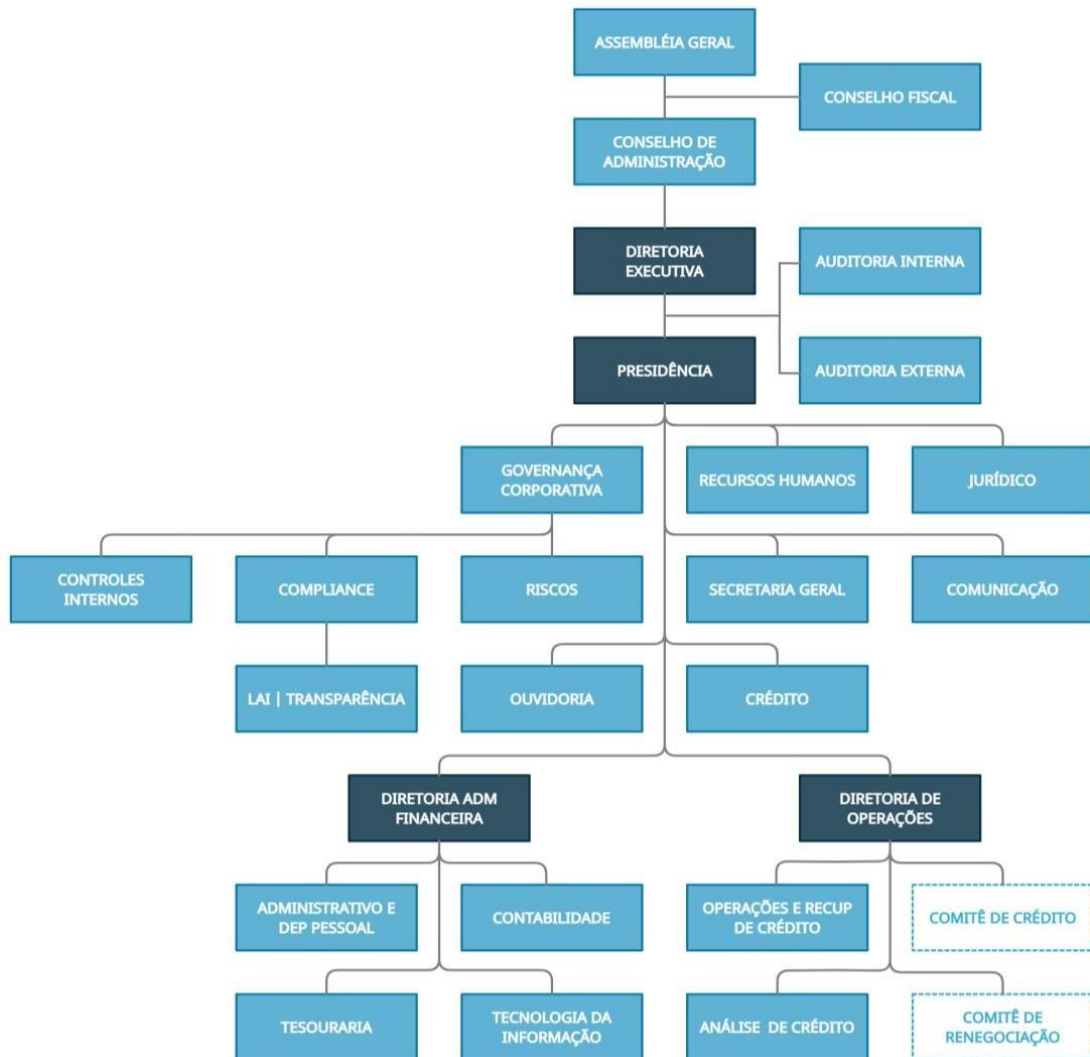 ASSEMBLÉIA GERAL
CONSELHO FISCAL
CONSELHO DE
ADMINISTRAÇÃO
DIRETORIA
EXECUTIVA
AUDITORIA INTERNA
PRESIDÊNCIA
AUDITORIA EXTERNA
GOVERNANÇA
CORPORATIVA
RECURSOS HUMANOS
JURÍDICO
CONTROLES
INTERNOS
COMPLIANCE
RISCOS
SECRETARIA GERAL
COMUNICAÇÃO
LAI | TRANSPARÊNCIA
OUVIDORIA
CRÉDITO
DIRETORIA ADM
FINANCEIRA
DIRETORIA DE
OPERAÇÕES
ADMINISTRATIVO E
DEP PESSOAL
CONTABILIDADE
OPERAÇÕES E RECUP
DE CRÉDITO
COMITÊ DE CRÉDITO
TESOURARIA
TECNOLOGIA DA
INFORMAÇÃO
ANÁLISE DE CRÉDITO
COMITÊ DE
RENEGOCIAÇÃO